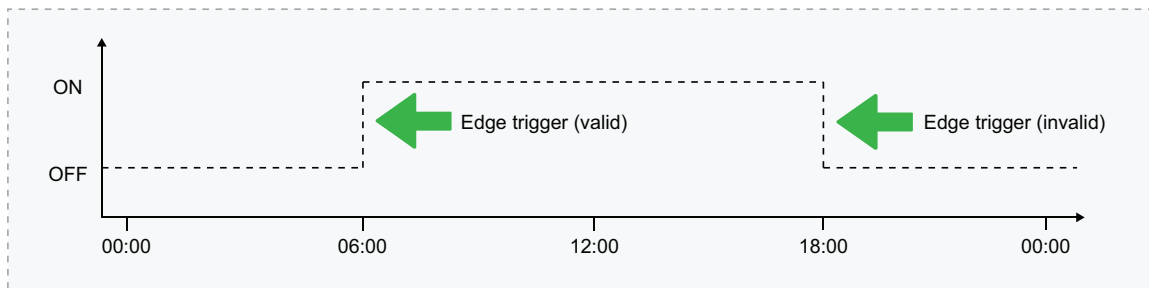 ON
Edge trigger (valid)
Edge trigger (invalid)
OFF
00:00
06:00
12:00
18:00
00:00